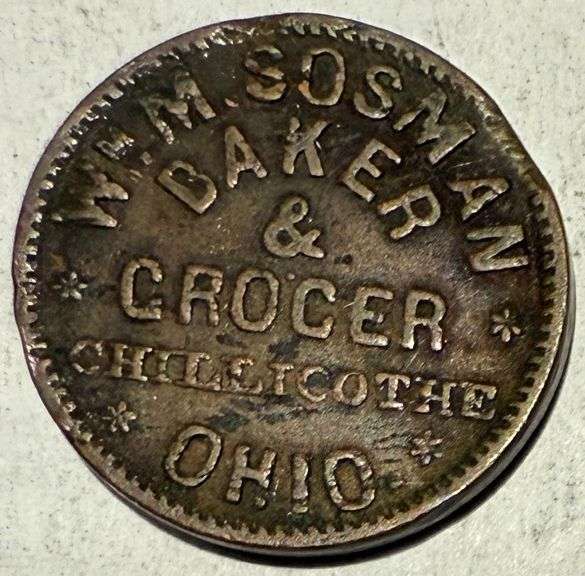 Wᴹ. M. SOSMAN
BAKER
&
GROCER
CHILLICOTHE
OHIO